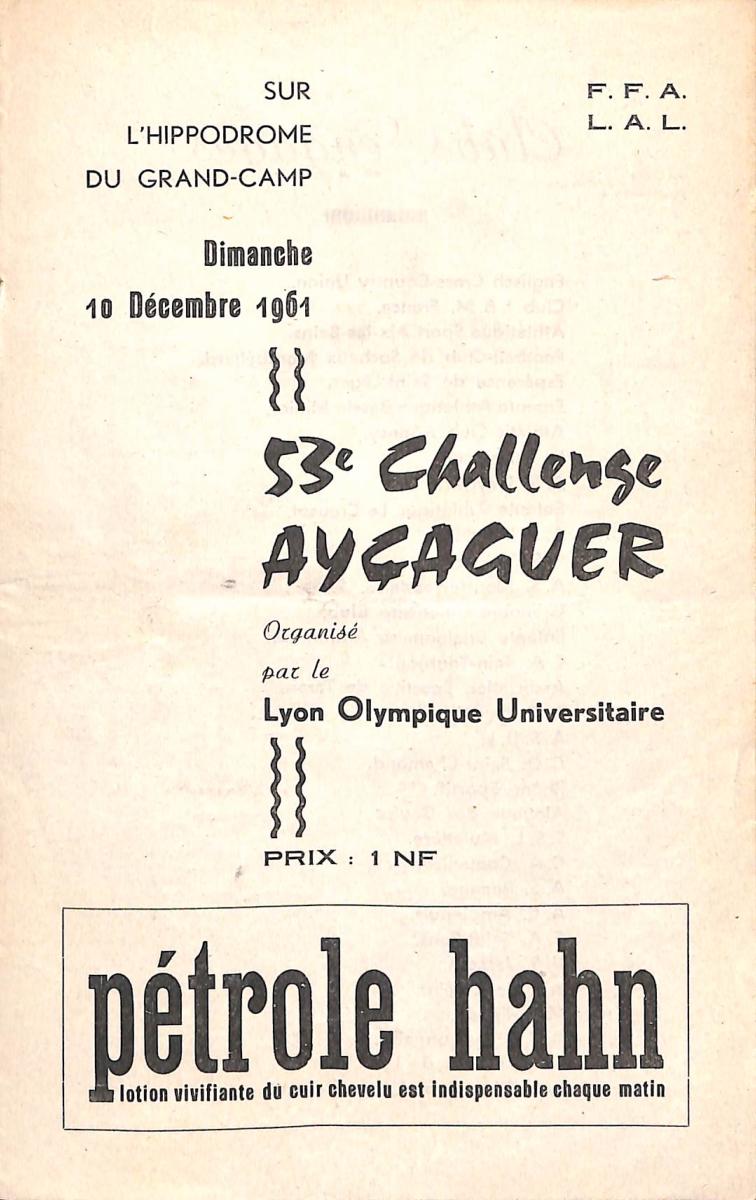 SUR
L'HIPPODROME
DU GRAND-CAMP
F. F. A.
L. A. L.
Dimanche
10 Décembre 1961
53e Challenge
AYÇAGUER
Organisé
par le
Lyon Olympique Universitaire
PRIX : 1 NF
pétrole hahn
lotion vivifiante du cuir chevelu est indispensable chaque matin